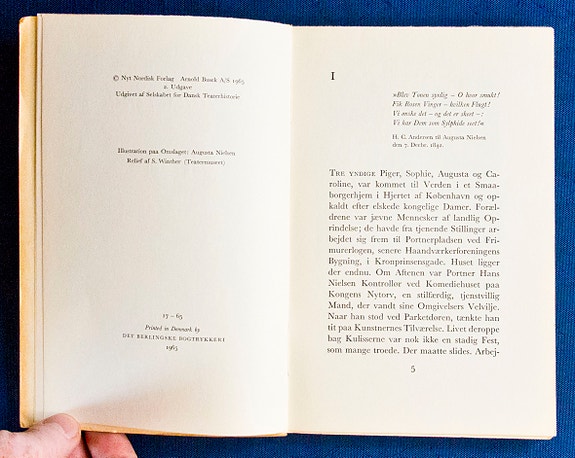 © Nyt Nordisk Forlag Arnold Busck A/S 1963
2. Udgave
Udgivet af Selskabet for Dansk Teaterhistorie
Illustration paa Omslaget: Augusta Nielsen
Relief af S. Winther (Teatermuseet)
17 – 63
Printed in Denmark by
DET BERLINGSKE BOGTRYKKERI
1963
I
»Blev Tonen synlig – O hvor smukt!
Fik Rosen Vinger – hvilken Flugt!
Vi ønske det – og det er skeet –:
Vi har Dem som Sylphide seet!«
H. C. Andersen til Augusta Nielsen
den 7. Decbr. 1842.
TRE YNDIGE Piger, Sophie, Augusta og Ca-
roline, var kommet til Verden i et Smaa-
borgerhjem i Hjertet af København og op-
kaldt efter elskede kongelige Damer. Foræl-
drene var jævne Mennesker af landlig Op-
rindelse; de havde fra tjenende Stillinger ar-
bejdet sig frem til Portnerpladsen ved Fri-
murerlogen, senere Haandværkerforeningens
Bygning, i Kronprinsensgade. Huset ligger
der endnu. Om Aftenen var Portner Hans
Nielsen Kontrollør ved Komediehuset paa
Kongens Nytorv, en stilfærdig, tjenstvillig
Mand, der vandt sine Omgivelsers Velvilje.
Naar han stod ved Parketdøren, tænkte han
tit paa Kunstnernes Tilværelse. Livet deroppe
bag Kulisserne var nok ikke en stadig Fest,
som mange troede. Der maatte slides. Arbej-
5